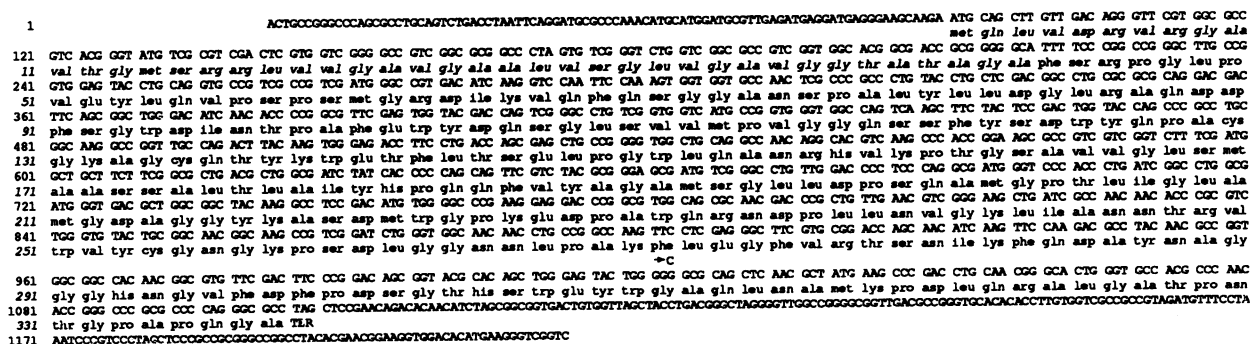 1 ACTGCCGGGCCCAGCGCCTGCAGTCTGACCTAATTCAGGATGCGCCCAAACATGCATGGATGCGTTGAGATGAGGATGAGGGAAGCAAGA ATG CAG CTT GTT GAC AGG GTT CGT GGC GCC
met gln leu val asp arg val arg gly ala
121 GTC ACG GGT ATG TCG CGT CGA CTC GTG GTC GGG GCC GTC GGC GCG GCC CTA GTG TCG GGT CTG GTC GGC GCC GTC GGT GGC ACG GCG ACC GCG GGG GCA TTT TCC CGG CCG GGC TTG CCG
11 val thr gly met ser arg arg leu val val gly ala val gly ala ala leu val ser gly leu val gly ala val gly gly thr ala thr ala gly ala phe ser arg pro gly leu pro
241 GTG GAG TAC CTG CAG GTG CCG TCG CCG TCG ATG GGC CGT GAC ATC AAG GTC CAA TTC CAA AGT GGT GGT GCC AAC TCG CCC GCC CTG TAC CTG CTC GAC GGC CTG CGC GCG CAG GAC GAC
51 val glu tyr leu gln val pro ser pro ser met gly arg asp ile lys val gln phe gln ser gly gly ala asn ser pro ala leu tyr leu leu asp gly leu arg ala gln asp asp
361 TTC AGC GGC TGG GAC ATC AAC ACC CCG GCG TTC GAG TGG TAC GAC CAG TCG GGC CTG TCG GTG GTC ATG CCG GTG GGT GGC CAG TCA AGC TTC TAC TCC GAC TGG TAC CAG CCC GCC TGC
91 phe ser gly trp asp ile asn thr pro ala phe glu trp tyr asp gln ser gly leu ser val val met pro val gly gly gln ser ser phe tyr ser asp trp tyr gln pro ala cys
481 GGC AAG GCC GGT TGC CAG ACT TAC AAG TGG GAG ACC TTC CTG ACC AGC GAG CTG CCG GGG TGG CTG CAG GCC AAC AGG CAC GTC AAG CCC ACC GGA AGC GCC GTC GTC GGT CTT TCG ATG
131 gly lys ala gly cys gln thr tyr lys trp glu thr phe leu thr ser glu leu pro gly trp leu gln ala asn arg his val lys pro thr gly ser ala val val gly leu ser met
601 GCT GCT TCT TCG GCG CTG ACG CTG GCG ATC TAT CAC CCC CAG CAG TTC GTC TAC GCG GGA GCG ATG TCG GGC CTG TTG GAC CCC TCC CAG GCG ATG GGT CCC ACC CTG ATC GGC CTG GCG
171 ala ala ser ser ala leu thr leu ala ile tyr his pro gln gln phe val tyr ala gly ala met ser gly leu leu asp pro ser gln ala met gly pro thr leu ile gly leu ala
721 ATG GGT GAC GCT GGC GGC TAC AAG GCC TCC GAC ATG TGG GGC CCG AAG GAG GAC CCG GCG TGG CAG CGC AAC GAC CCG CTG TTG AAC GTC GGG AAG CTG ATC GCC AAC AAC ACC CGC GTC
211 met gly asp ala gly gly tyr lys ala ser asp met trp gly pro lys glu asp pro ala trp gln arg asn asp pro leu leu asn val gly lys leu ile ala asn asn thr arg val
841 TGG GTG TAC TGC GGC AAC GGC AAG CCG TCG GAT CTG GGT GGC AAC AAC CTG CCG GCC AAG TTC CTC GAG GGC TTC GTG CGG ACC AGC AAC ATC AAG TTC CAA GAC GCC TAC AAC GCC GGT
251 trp val tyr cys gly asn gly lys pro ser asp leu gly gly asn asn leu pro ala lys phe leu glu gly phe val arg thr ser asn ile lys phe gln asp ala tyr asn ala gly
→C
961 GGC GGC CAC AAC GGC GTG TTC GAC TTC CCG GAC AGC GGT ACG CAC AGC TGG GAG TAC TGG GGG GCG CAG CTC AAC GCT ATG AAG CCC GAC CTG CAA CGG GCA CTG GGT GCC ACG CCC AAC
291 gly gly his asn gly val phe asp phe pro asp ser gly thr his ser trp glu tyr trp gly ala gln leu asn ala met lys pro asp leu gln arg ala leu gly ala thr pro asn
1081 ACC GGG CCC GCG CCC CAG GGC GCC TAG CTCCGAACAGACACAACATCTAGCGGCGGTGACTGTGGTTAGCTACCTGACGGGCTAGGGGTTGGCCGGGGCGGTTGACGCCGGGTGCACACACCTTGTGGTCGCCGCCGTAGATGTTTCCTA
331 thr gly pro ala pro gln gly ala TER
1171 AATCCCGTCCCTAGCTCCCGCCGCGGGCCGGCCTACACGAACGGAAGGTGGACACATGAAGGGTCGGTC